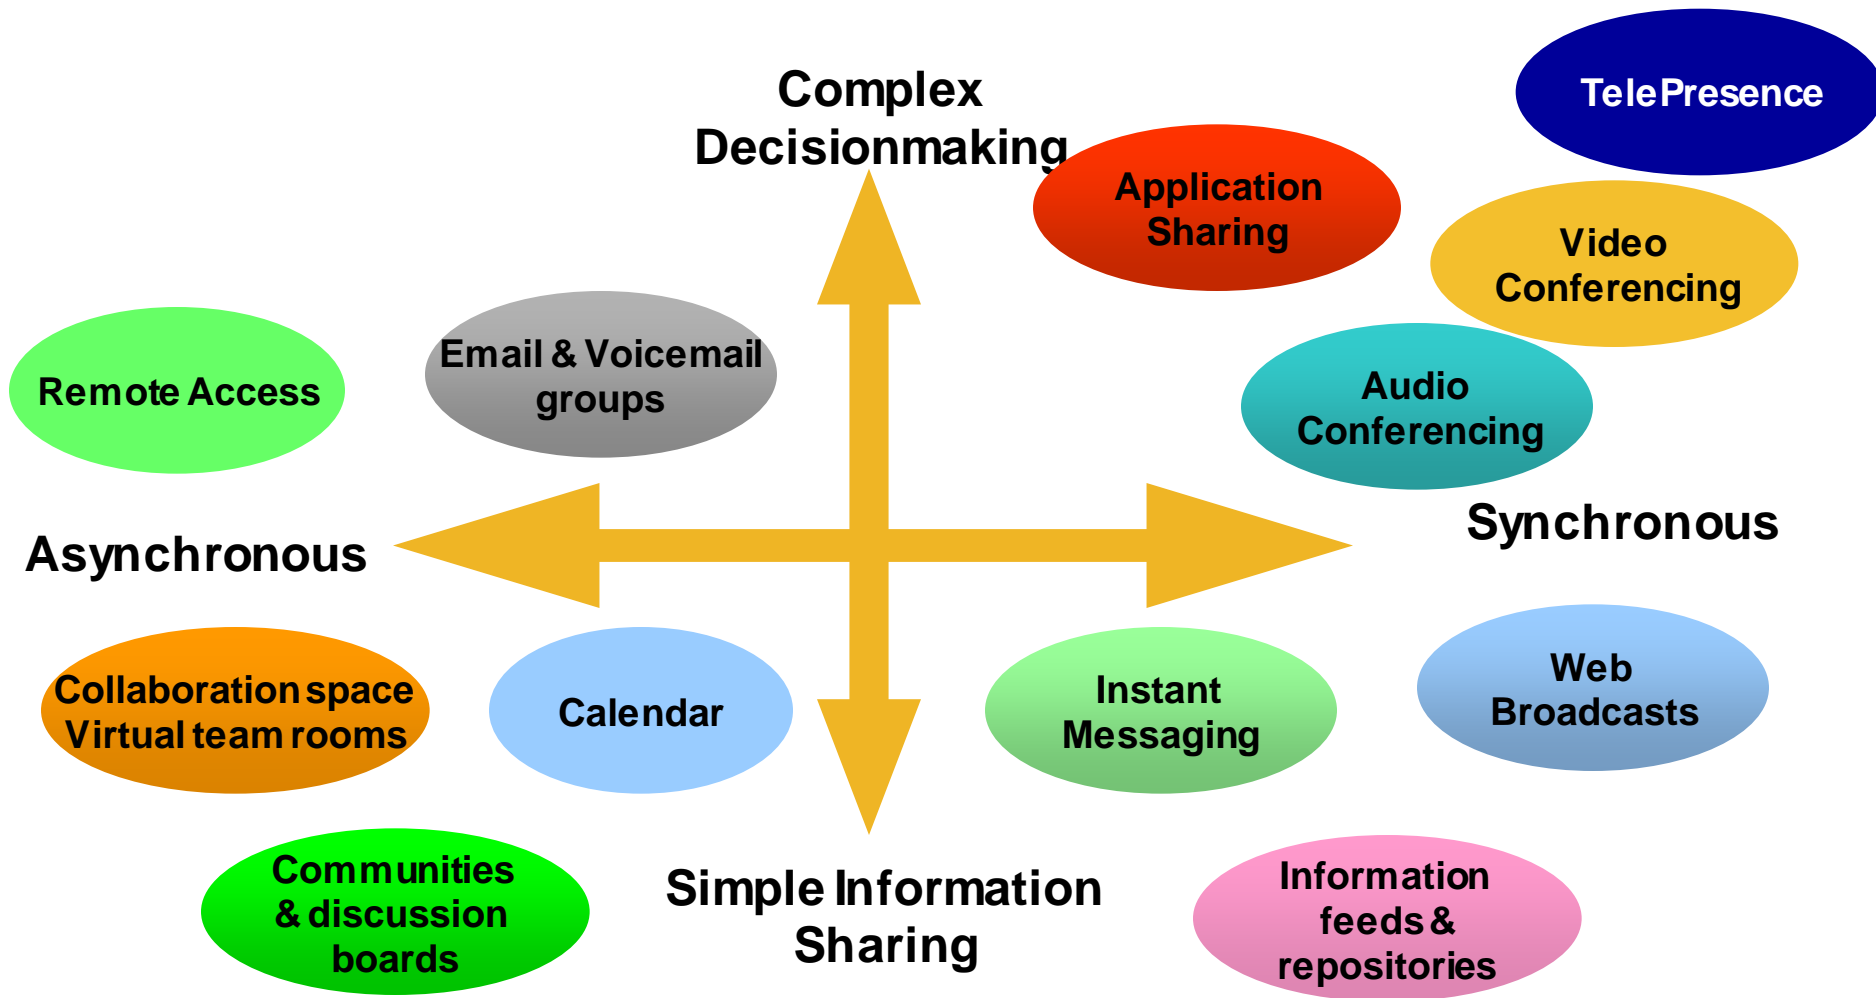 Complex
Decisionmaking
TelePresence
Application
Sharing
Video
Conferencing
Email & Voicemail
groups
Remote Access
Audio
Conferencing
Asynchronous
Synchronous
Collaboration space
Virtual team rooms
Calendar
Instant
Messaging
Web
Broadcasts
Communities
& discussion
boards
Simple Information
Sharing
Information
feeds &
repositories